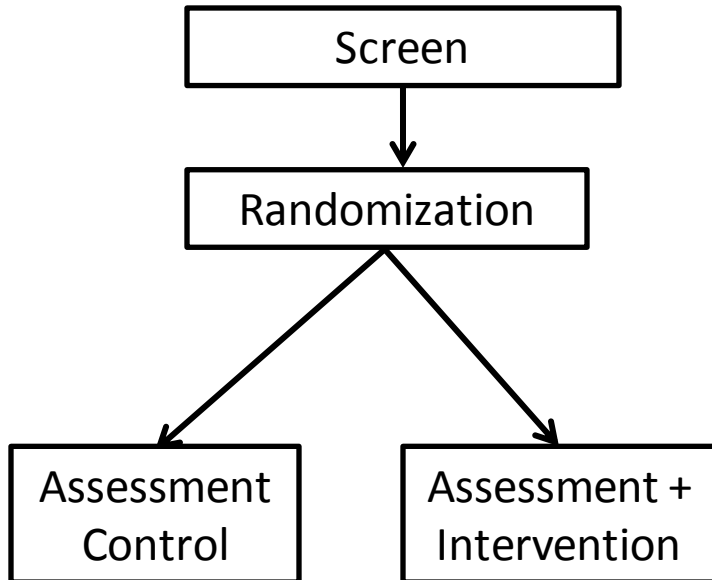 Screen
Randomization
Assessment
Control
Assessment +
Intervention